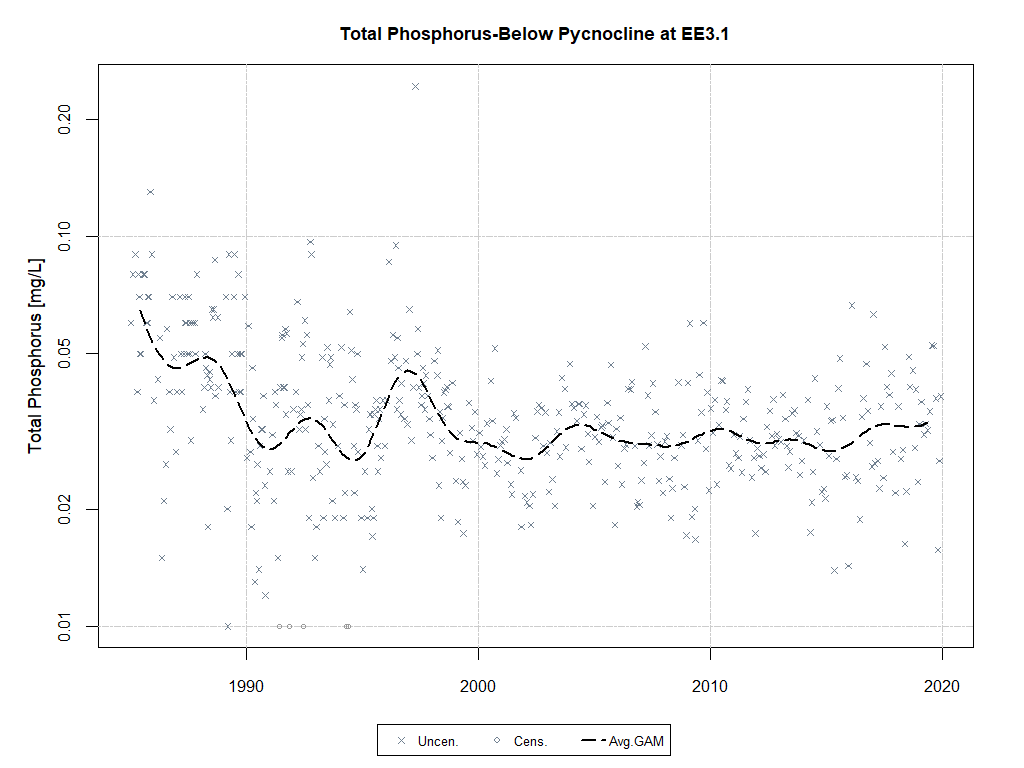 Total Phosphorus-Below Pycnocline at EE3.1
Total Phosphorus [mg/L]
0.20
0.10
0.05
0.02
0.01
1990 2000 2010 2020
Uncen. Cens. Avg.GAM